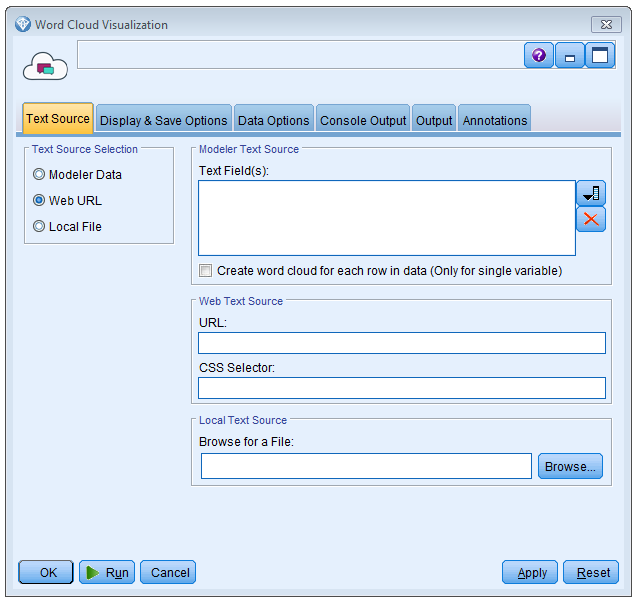 Word Cloud Visualization
?
Text Source Display & Save Options Data Options Console Output Output Annotations
Text Source Selection
Modeler Data
Web URL
Local File
Modeler Text Source
Text Field(s):
Create word cloud for each row in data (Only for single variable)
Web Text Source
URL:
CSS Selector:
Local Text Source
Browse for a File:
Browse...
OK Run Cancel Apply Reset